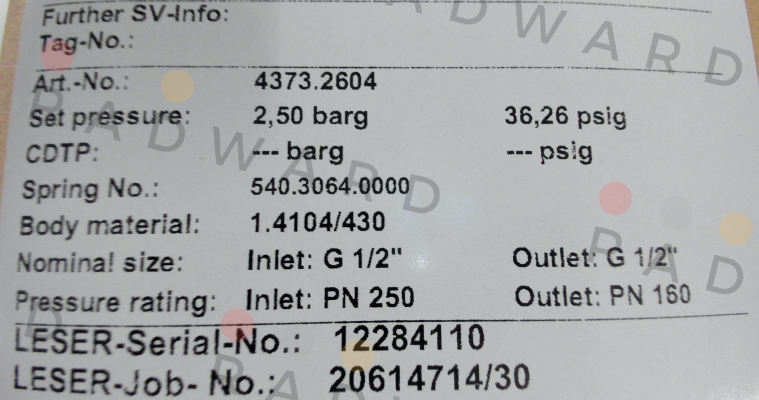 Further SV-Info:
Tag-No.:
Art.-No.: 4373.2604
Set pressure: 2,50 barg 36,26 psig
CDTP: --- barg --- psig
Spring No.: 540.3064.0000
Body material: 1.4104/430
Nominal size: Inlet: G 1/2" Outlet: G 1/2"
Pressure rating: Inlet: PN 250 Outlet: PN 160
LESER-Serial-No.: 12284110
LESER-Job- No.: 20614714/30
RADWARD
RADWARD